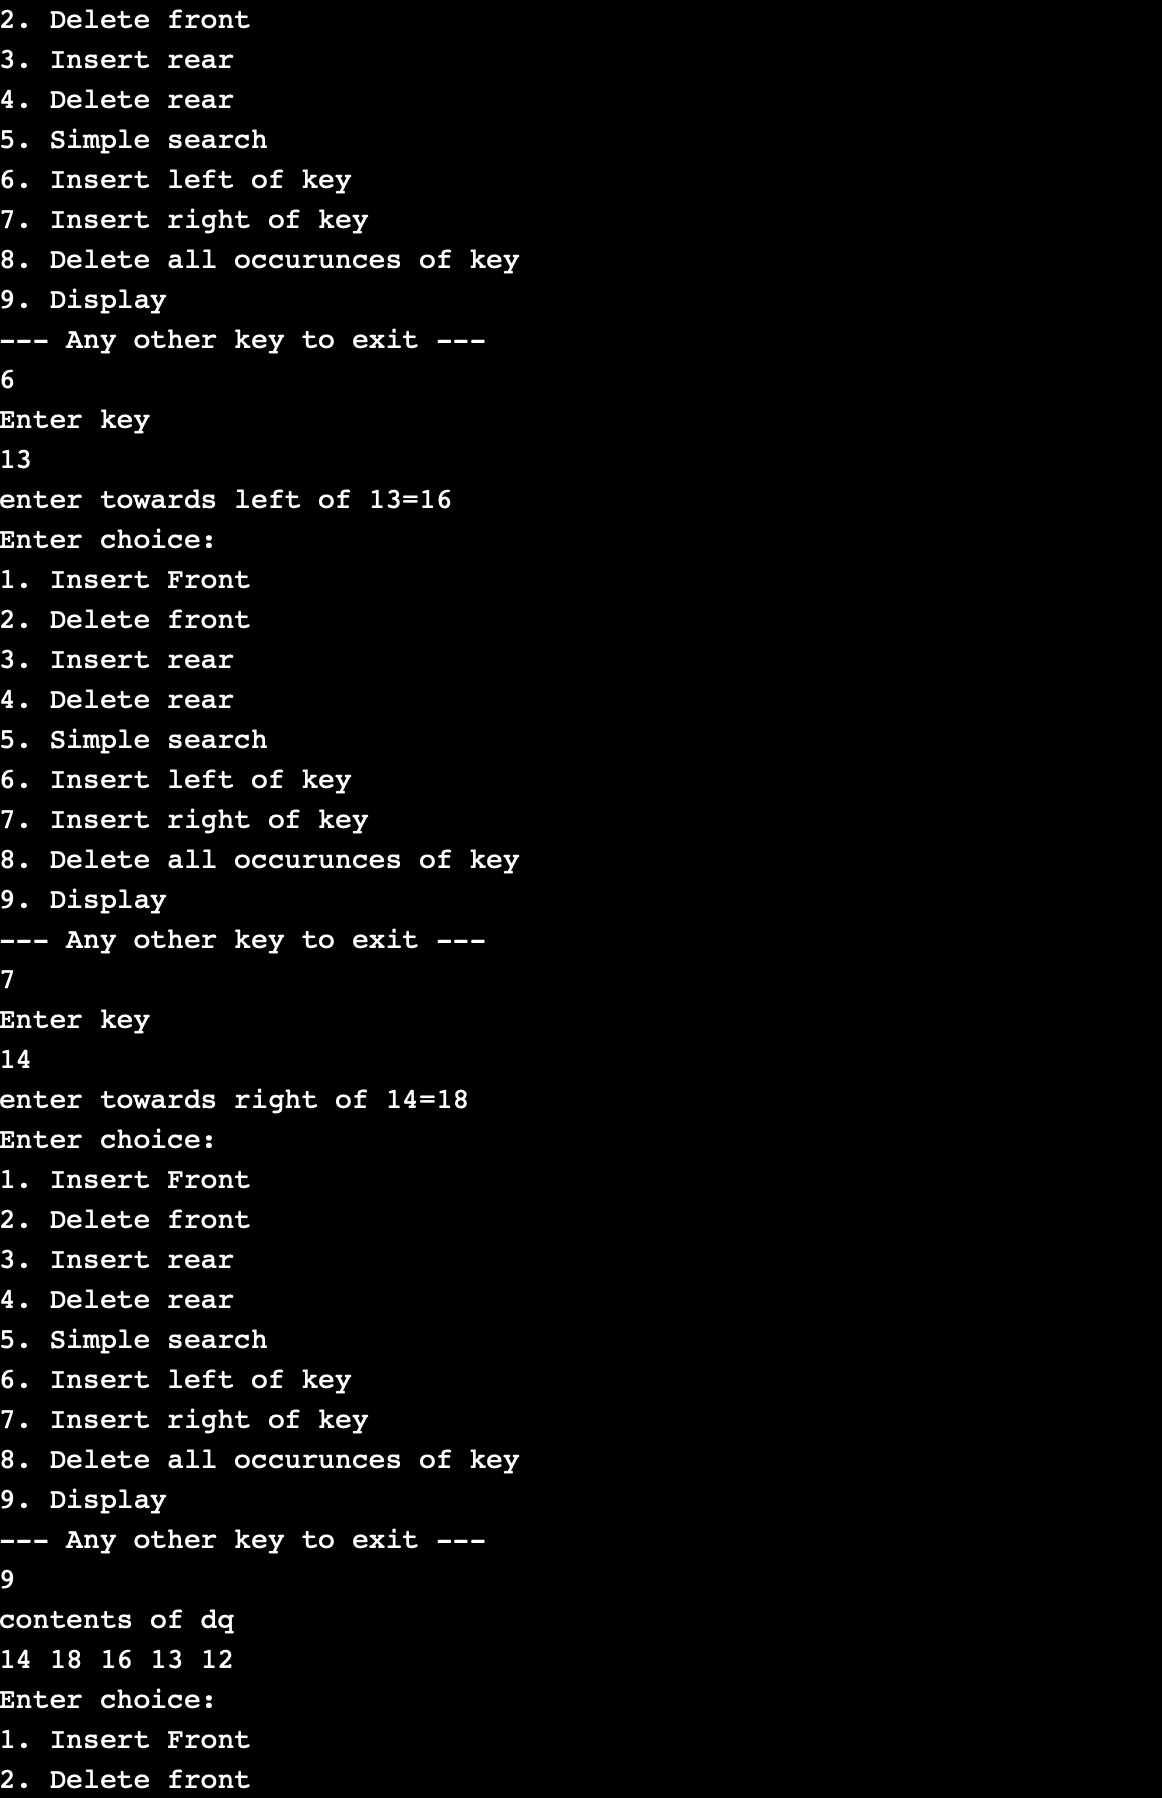 2. Delete front
3. Insert rear
4. Delete rear
5. Simple search
6. Insert left of key
7. Insert right of key
8. Delete all occurunces of key
9. Display
--- Any other key to exit ---
6
Enter key
13
enter towards left of 13=16
Enter choice:
1. Insert Front
2. Delete front
3. Insert rear
4. Delete rear
5. Simple search
6. Insert left of key
7. Insert right of key
8. Delete all occurunces of key
9. Display
--- Any other key to exit ---
7
Enter key
14
enter towards right of 14=18
Enter choice:
1. Insert Front
2. Delete front
3. Insert rear
4. Delete rear
5. Simple search
6. Insert left of key
7. Insert right of key
8. Delete all occurunces of key
9. Display
--- Any other key to exit ---
9
contents of dq
14 18 16 13 12
Enter choice:
1. Insert Front
2. Delete front